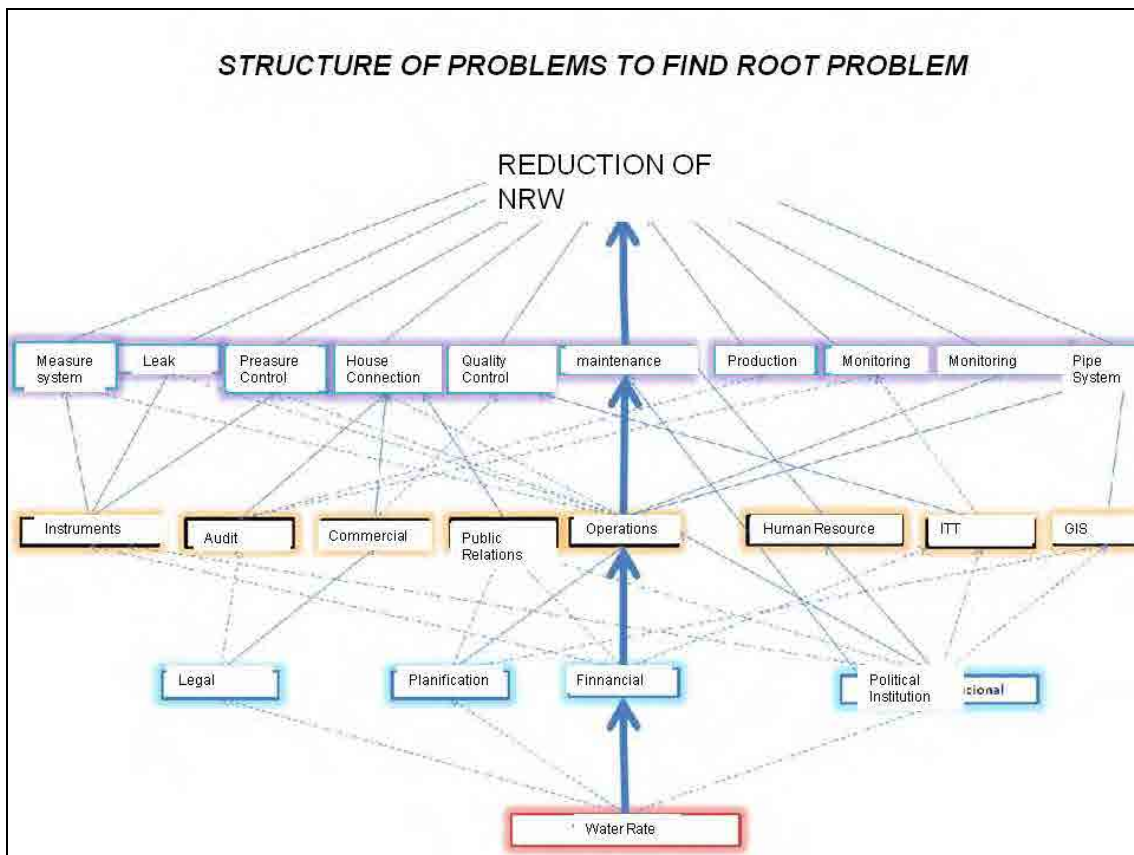 STRUCTURE OF PROBLEMS TO FIND ROOT PROBLEM
REDUCTION OF
NRW
Measure
system
Leak
Preasure
Control
House
Connection
Quality
Control
maintenance
Production
Monitoring
Monitoring
Pipe
System
Instruments
Audit
Commercial
Public
Relations
Operations
Human Resource
ITT
GIS
Legal
Planification
Finnancial
Political
Institution
cional
Water Rate